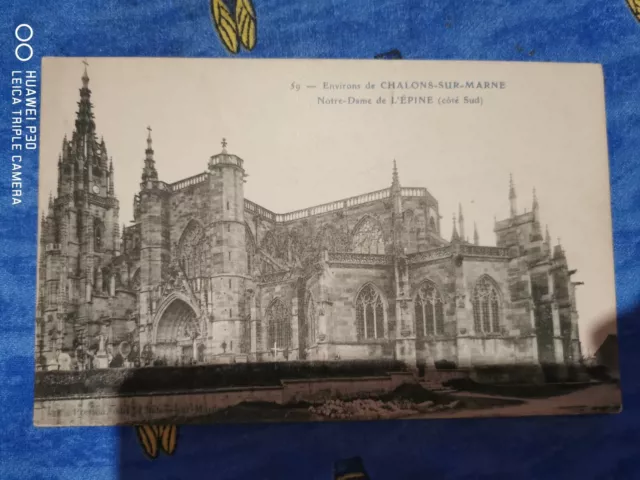 59 — Environs de CHALONS-SUR-MARNE
Notre-Dame de L'ÉPINE (côté Sud)
HUAWEI P30
LEICA TRIPLE CAMERA